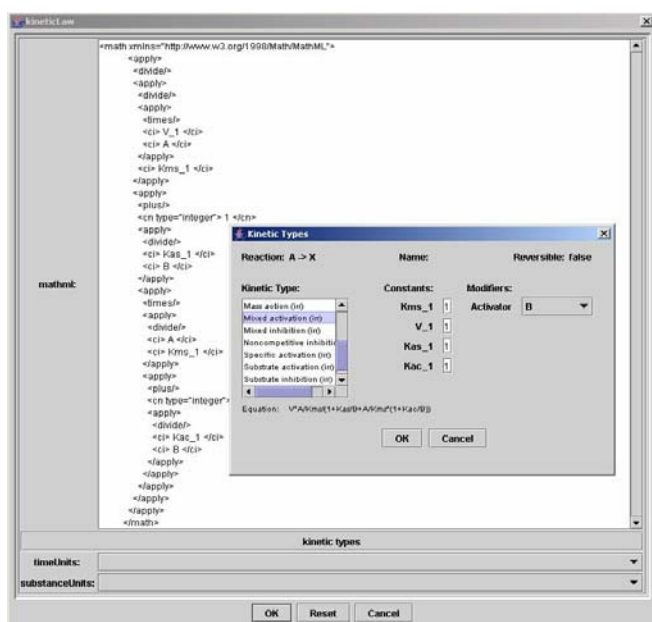 kineticLaw
<math xmlns="http://www.w3.org/1998/Math/MathML">
<apply>
<divide/>
<apply>
<divide/>
<apply>
<times/>
<ci> V_1 </ci>
<ci> A </ci>
</apply>
<ci> Kms_1 </ci>
</apply>
<apply>
<plus/>
<cn type="integer"> 1 </cn>
<apply>
<divide/>
<ci> Kas_1 </ci>
<ci> B </ci>
</apply>
<apply>
<times/>
<apply>
<divide/>
<ci> A </ci>
<ci> Kms_1 </ci>
</apply>
<apply>
<plus/>
<cn type="integer">
<apply>
<divide/>
<ci> Kac_1 </ci>
<ci> B </ci>
</apply>
</apply>
</apply>
</apply>
</apply>
</math>
mathml:
Kinetic Types
Reaction: A -> X Name: Reversible: false
Kinetic Type: Constants: Modifiers:
Mass action (irr)
Mixed activation (irr)
Mixed inhibition (irr)
Noncompetitive inhibitio
Specific activation (irr)
Substrate activation (irr)
Substrate inhibition (irr)
Kms_1 1
V_1 1
Kas_1 1
Kac_1 1
Activator B
Equation:
OK Cancel
kinetic types
timeUnits:
substanceUnits:
OK Reset Cancel